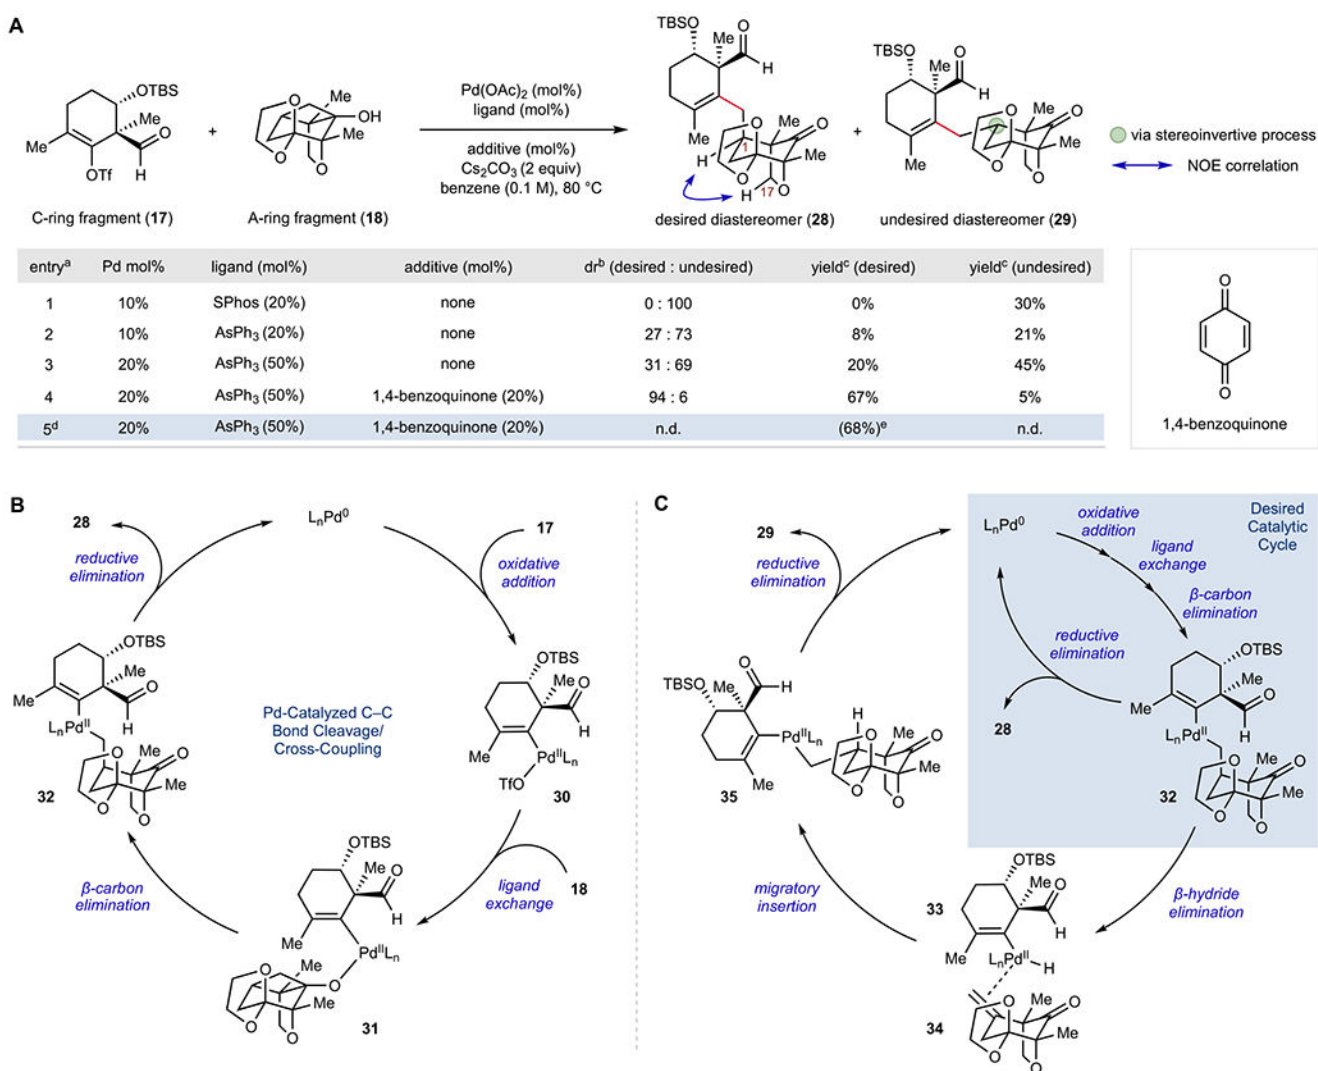 A
OTBS
Me
O
H
Me
OTf
C-ring fragment (17)
+
O
Me
OH
Me
O
O
A-ring fragment (18)
Pd(OAc)₂ (mol%)
ligand (mol%)
additive (mol%)
Cs₂CO₃ (2 equiv)
benzene (0.1 M), 80 °C
TBSO
Me
O
H
Me
O
Me
O
H
1
Me
O
H
17
O
desired diastereomer (28)
+
TBSO
Me
O
H
Me
O
Me
O
Me
O
O
undesired diastereomer (29)
via stereoinvertive process
NOE correlation
entryᵃ Pd mol% ligand (mol%) additive (mol%) drᵇ (desired : undesired) yieldᶜ (desired) yieldᶜ (undesired)
1 10% SPhos (20%) none 0 : 100 0% 30%
2 10% AsPh₃ (20%) none 27 : 73 8% 21%
3 20% AsPh₃ (50%) none 31 : 69 20% 45%
4 20% AsPh₃ (50%) 1,4-benzoquinone (20%) 94 : 6 67% 5%
5ᵈ 20% AsPh₃ (50%) 1,4-benzoquinone (20%) n.d. (68%)ᵉ n.d.
O
O
1,4-benzoquinone
B
28
LₙPd⁰
17
reductive
elimination
oxidative
addition
OTBS
Me
O
H
Me
LₙPdᴵᴵ
O
Me
O
Me
O
O
32
Pd-Catalyzed C–C
Bond Cleavage/
Cross-Coupling
OTBS
Me
O
H
Me
PdᴵᴵLₙ
TfO
30
β-carbon
elimination
ligand
exchange
18
OTBS
Me
O
H
Me
PdᴵᴵLₙ
O
Me
O
Me
O
O
31
C
29
reductive
elimination
LₙPd⁰
oxidative
addition
ligand
exchange
β-carbon
elimination
Desired
Catalytic
Cycle
reductive
elimination
28
OTBS
Me
O
H
Me
LₙPdᴵᴵ
O
Me
O
Me
O
O
32
O
H
TBSO
Me
PdᴵᴵLₙ
Me
H
O
Me
O
Me
O
O
35
migratory
insertion
β-hydride
elimination
33
OTBS
Me
O
H
Me
LₙPdᴵᴵ
H
O
Me
O
Me
O
O
34